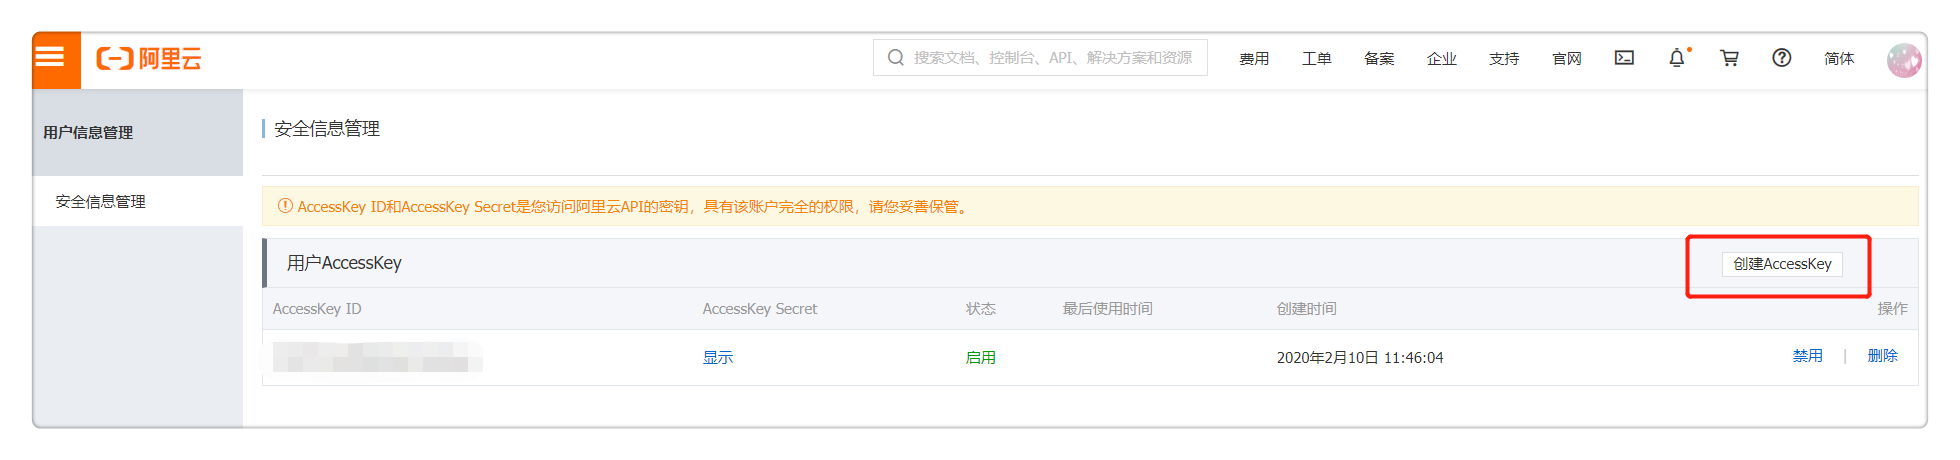 阿里云
搜索文档、控制台、API、解决方案和资源
费用 工单 备案 企业 支持 官网 简体
用户信息管理
安全信息管理
安全信息管理
AccessKey ID和AccessKey Secret是您访问阿里云API的密钥，具有该账户完全的权限，请您妥善保管。
用户AccessKey 创建AccessKey
AccessKey ID AccessKey Secret 状态 最后使用时间 创建时间 操作
显示 启用 2020年2月10日 11:46:04 禁用 | 删除